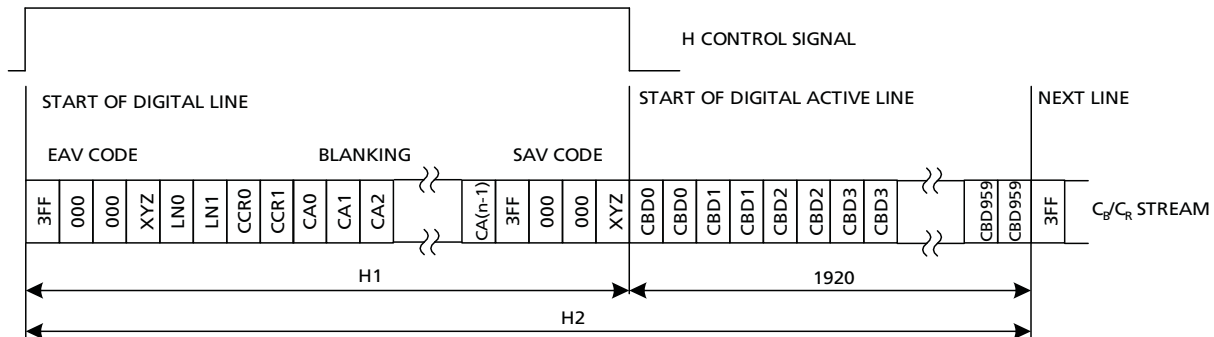 H CONTROL SIGNAL
START OF DIGITAL LINE
START OF DIGITAL ACTIVE LINE
NEXT LINE
EAV CODE
BLANKING
SAV CODE
3FF 000 000 XYZ LN0 LN1 CCR0 CCR1 CA0 CA1 CA2 CA(n-1) 3FF 000 000 XYZ CBD0 CBD0 CBD1 CBD1 CBD2 CBD2 CBD3 CBD3 CBD959 CBD959 3FF
CB/CR STREAM
H1
1920
H2